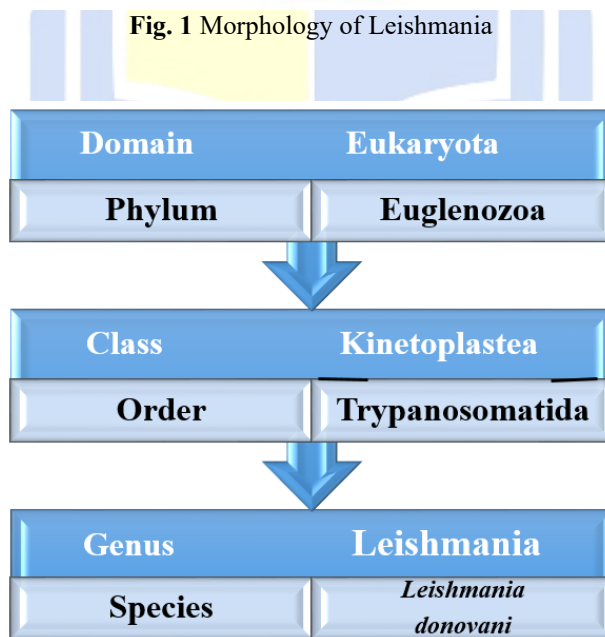 Fig. 1 Morphology of Leishmania
Domain Eukaryota
Phylum Euglenozoa
Class Kinetoplastea
Order Trypanosomatida
Genus Leishmania
Species Leishmania
donovani